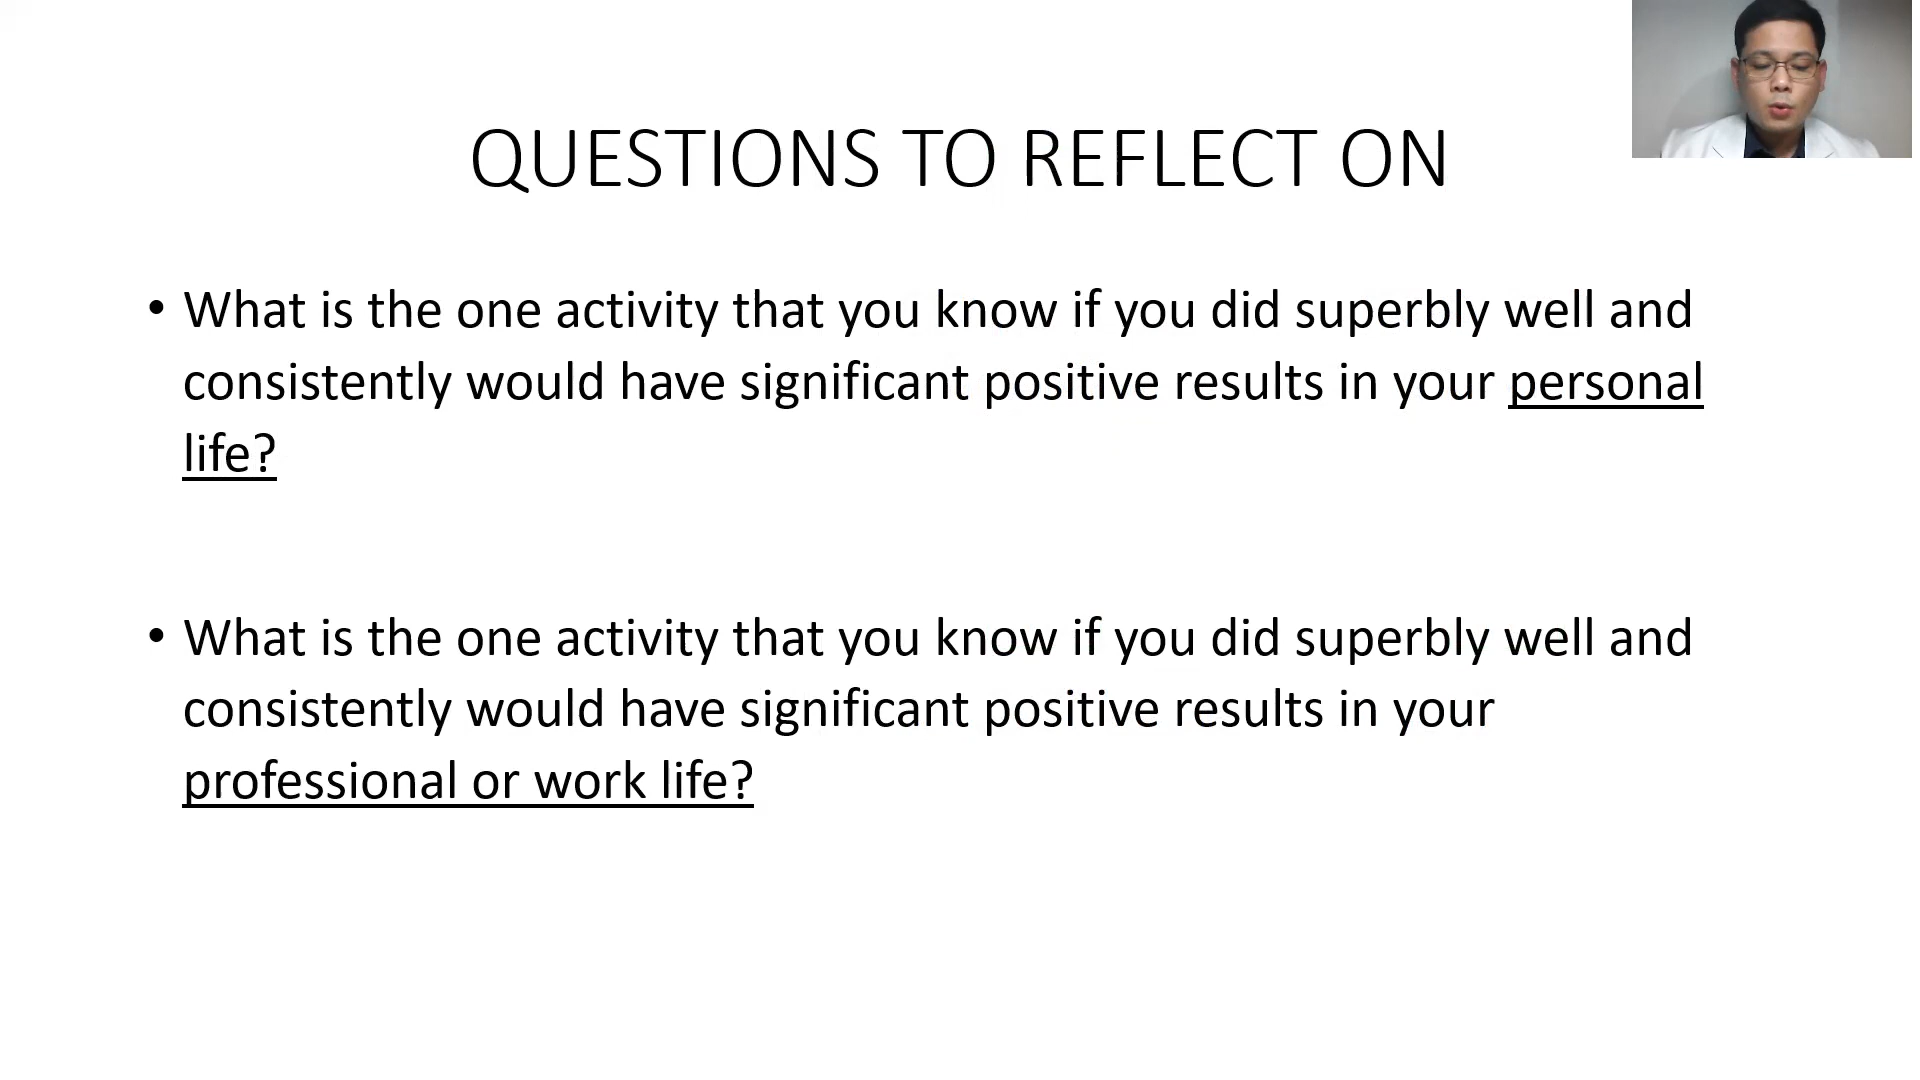 QUESTIONS TO REFLECT ON
• What is the one activity that you know if you did superbly well and
consistently would have significant positive results in your personal
life?
• What is the one activity that you know if you did superbly well and
consistently would have significant positive results in your
professional or work life?